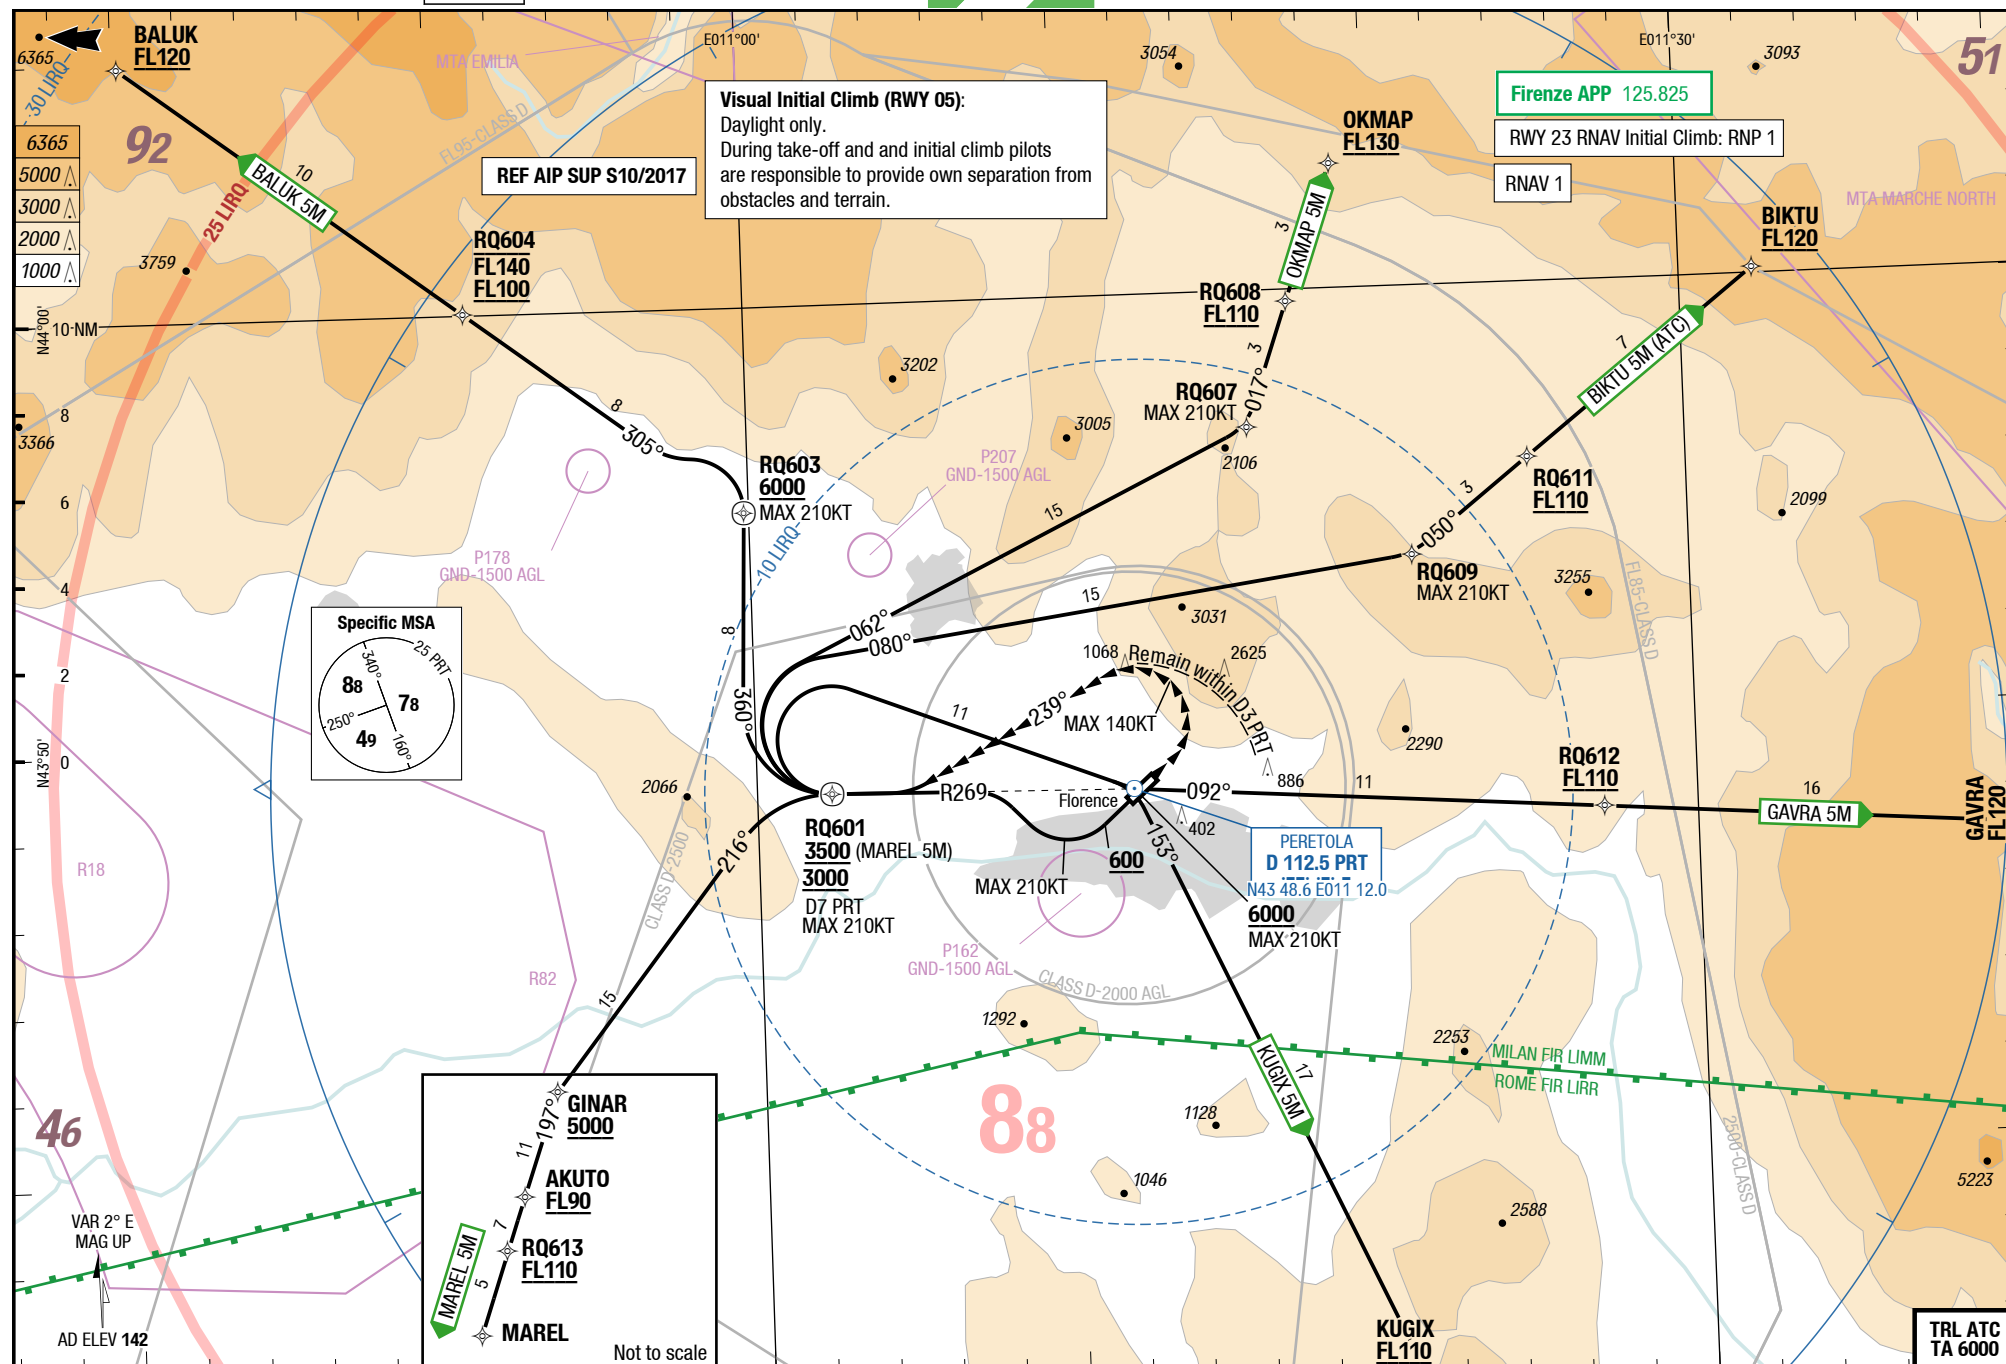 BALUK
FL120
6365
30 LIRQ
MTA EMILIA
E011°00'
3054
E011°30'
3093
51
92
FL95-CLASS D
Visual Initial Climb (RWY 05):
Daylight only.
During take-off and and initial climb pilots
are responsible to provide own separation from
obstacles and terrain.
Firenze APP 125.825
RWY 23 RNAV Initial Climb: RNP 1
RNAV 1
REF AIP SUP S10/2017
OKMAP
FL130
6365
5000
3000
2000
1000
10
BALUK 5M
25 LIRQ
3759
RQ604
FL140
FL100
3
OKMAP 5M
MTA MARCHE NORTH
BIKTU
FL120
RQ608
FL110
N44°00'
10-NM
3202
3
017°
7
BIKTU 5M (ATC)
RQ607
MAX 210KT
8
3366
8
305°
3005
2106
RQ603
6000
MAX 210KT
P207
GND-1500 AGL
RQ611
FL110
3
2099
6
15
050°
10 LIRQ
P178
GND-1500 AGL
RQ609
MAX 210KT
3255
FL85-CLASS D
4
15
3031
Specific MSA
25 PRT
340°
88
78
250°
49
160°
8
062°
080°
1068
Remain within D3 PRT
2625
2
360°
239°
11
MAX 140KT
2290
N43°50'
0
2066
886
11
RQ612
FL110
16
GAVRA 5M
GAVRA
FL120
R269
Florence
092°
402
216°
RQ601
3500 (MAREL 5M)
3000
D7 PRT
MAX 210KT
600
MAX 210KT
153°
PERETOLA
D 112.5 PRT
N43 48.6 E011 12.0
6000
MAX 210KT
R18
CLASS D-2500
P162
GND-1500 AGL
CLASS D-2000 AGL
R82
15
1292
2253
MILAN FIR LIMM
ROME FIR LIRR
KUGIX 5M
17
46
88
1128
GINAR
5000
197°
11
AKUTO
FL90
7
RQ613
FL110
MAREL 5M
5
MAREL
Not to scale
1046
2588
2500-CLASS D
5223
VAR 2° E
MAG UP
AD ELEV 142
KUGIX
FL110
TRL ATC
TA 6000